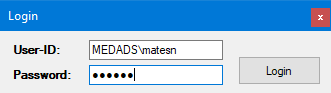 Login
x
User-ID: MEDADS\matesn
Password: ●●●●●●
Login